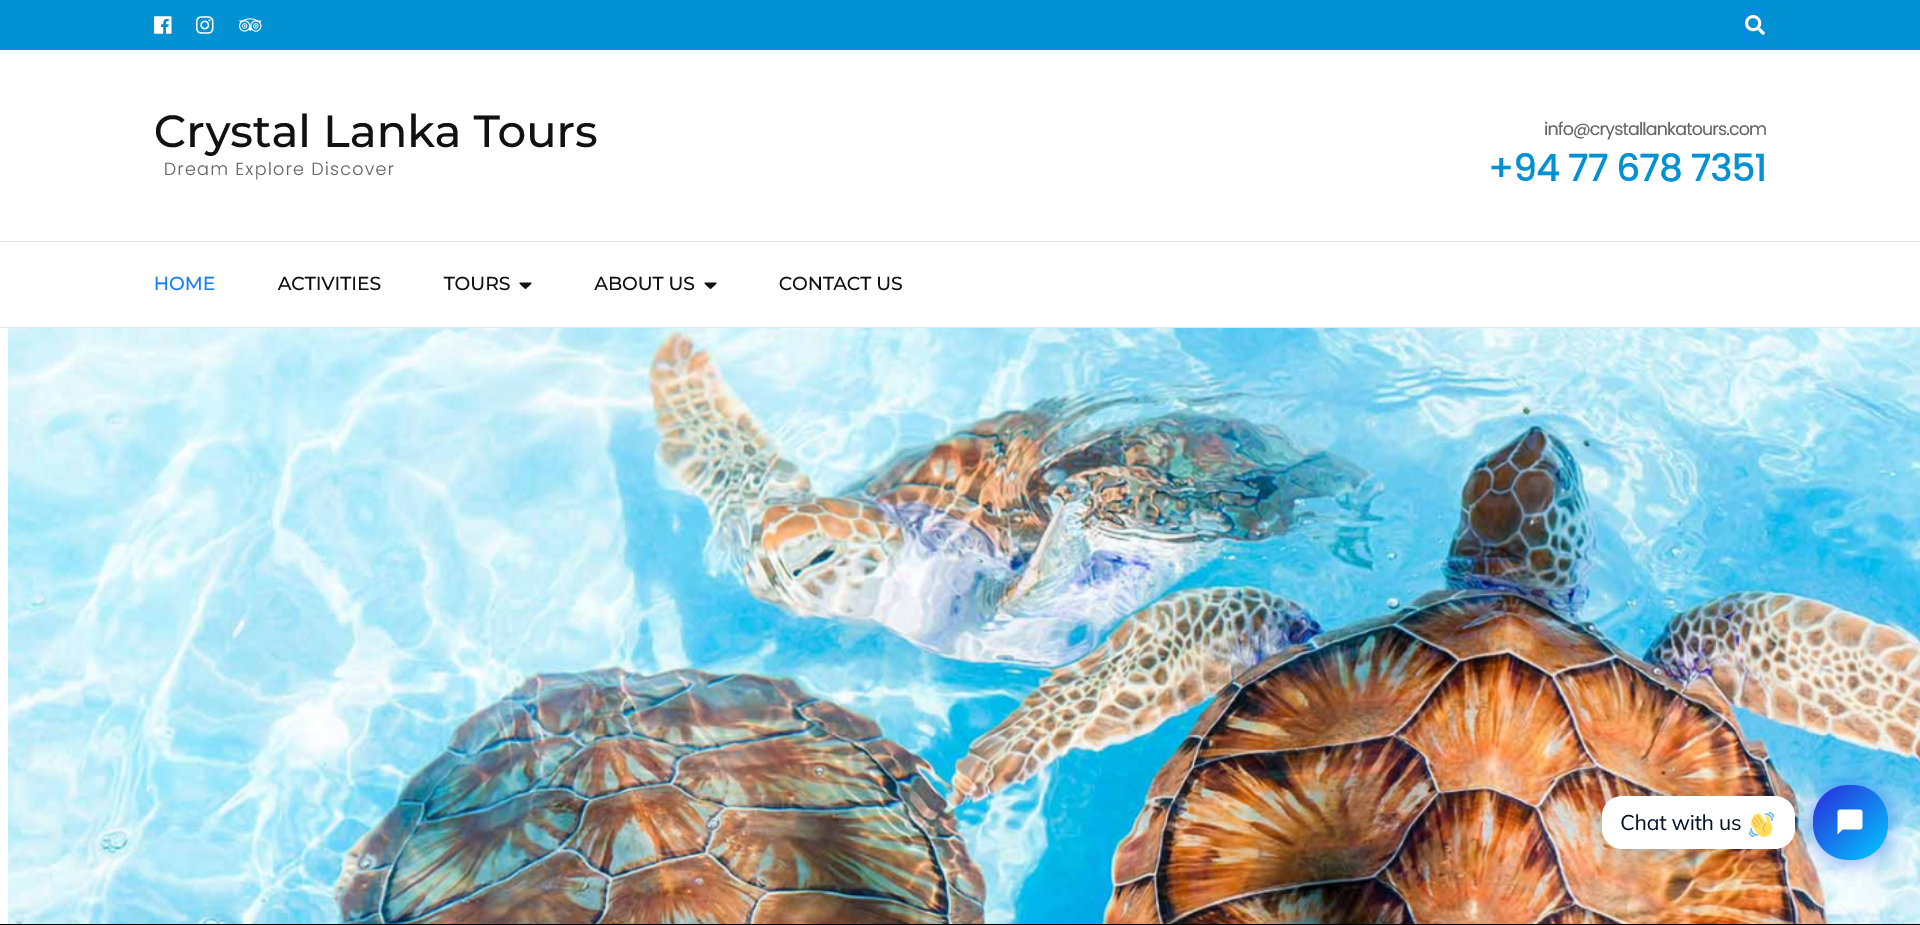 Crystal Lanka Tours
Dream Explore Discover
info@crystallankatours.com
+94 77 678 7351
HOME
ACTIVITIES
TOURS
ABOUT US
CONTACT US
Chat with us 👋